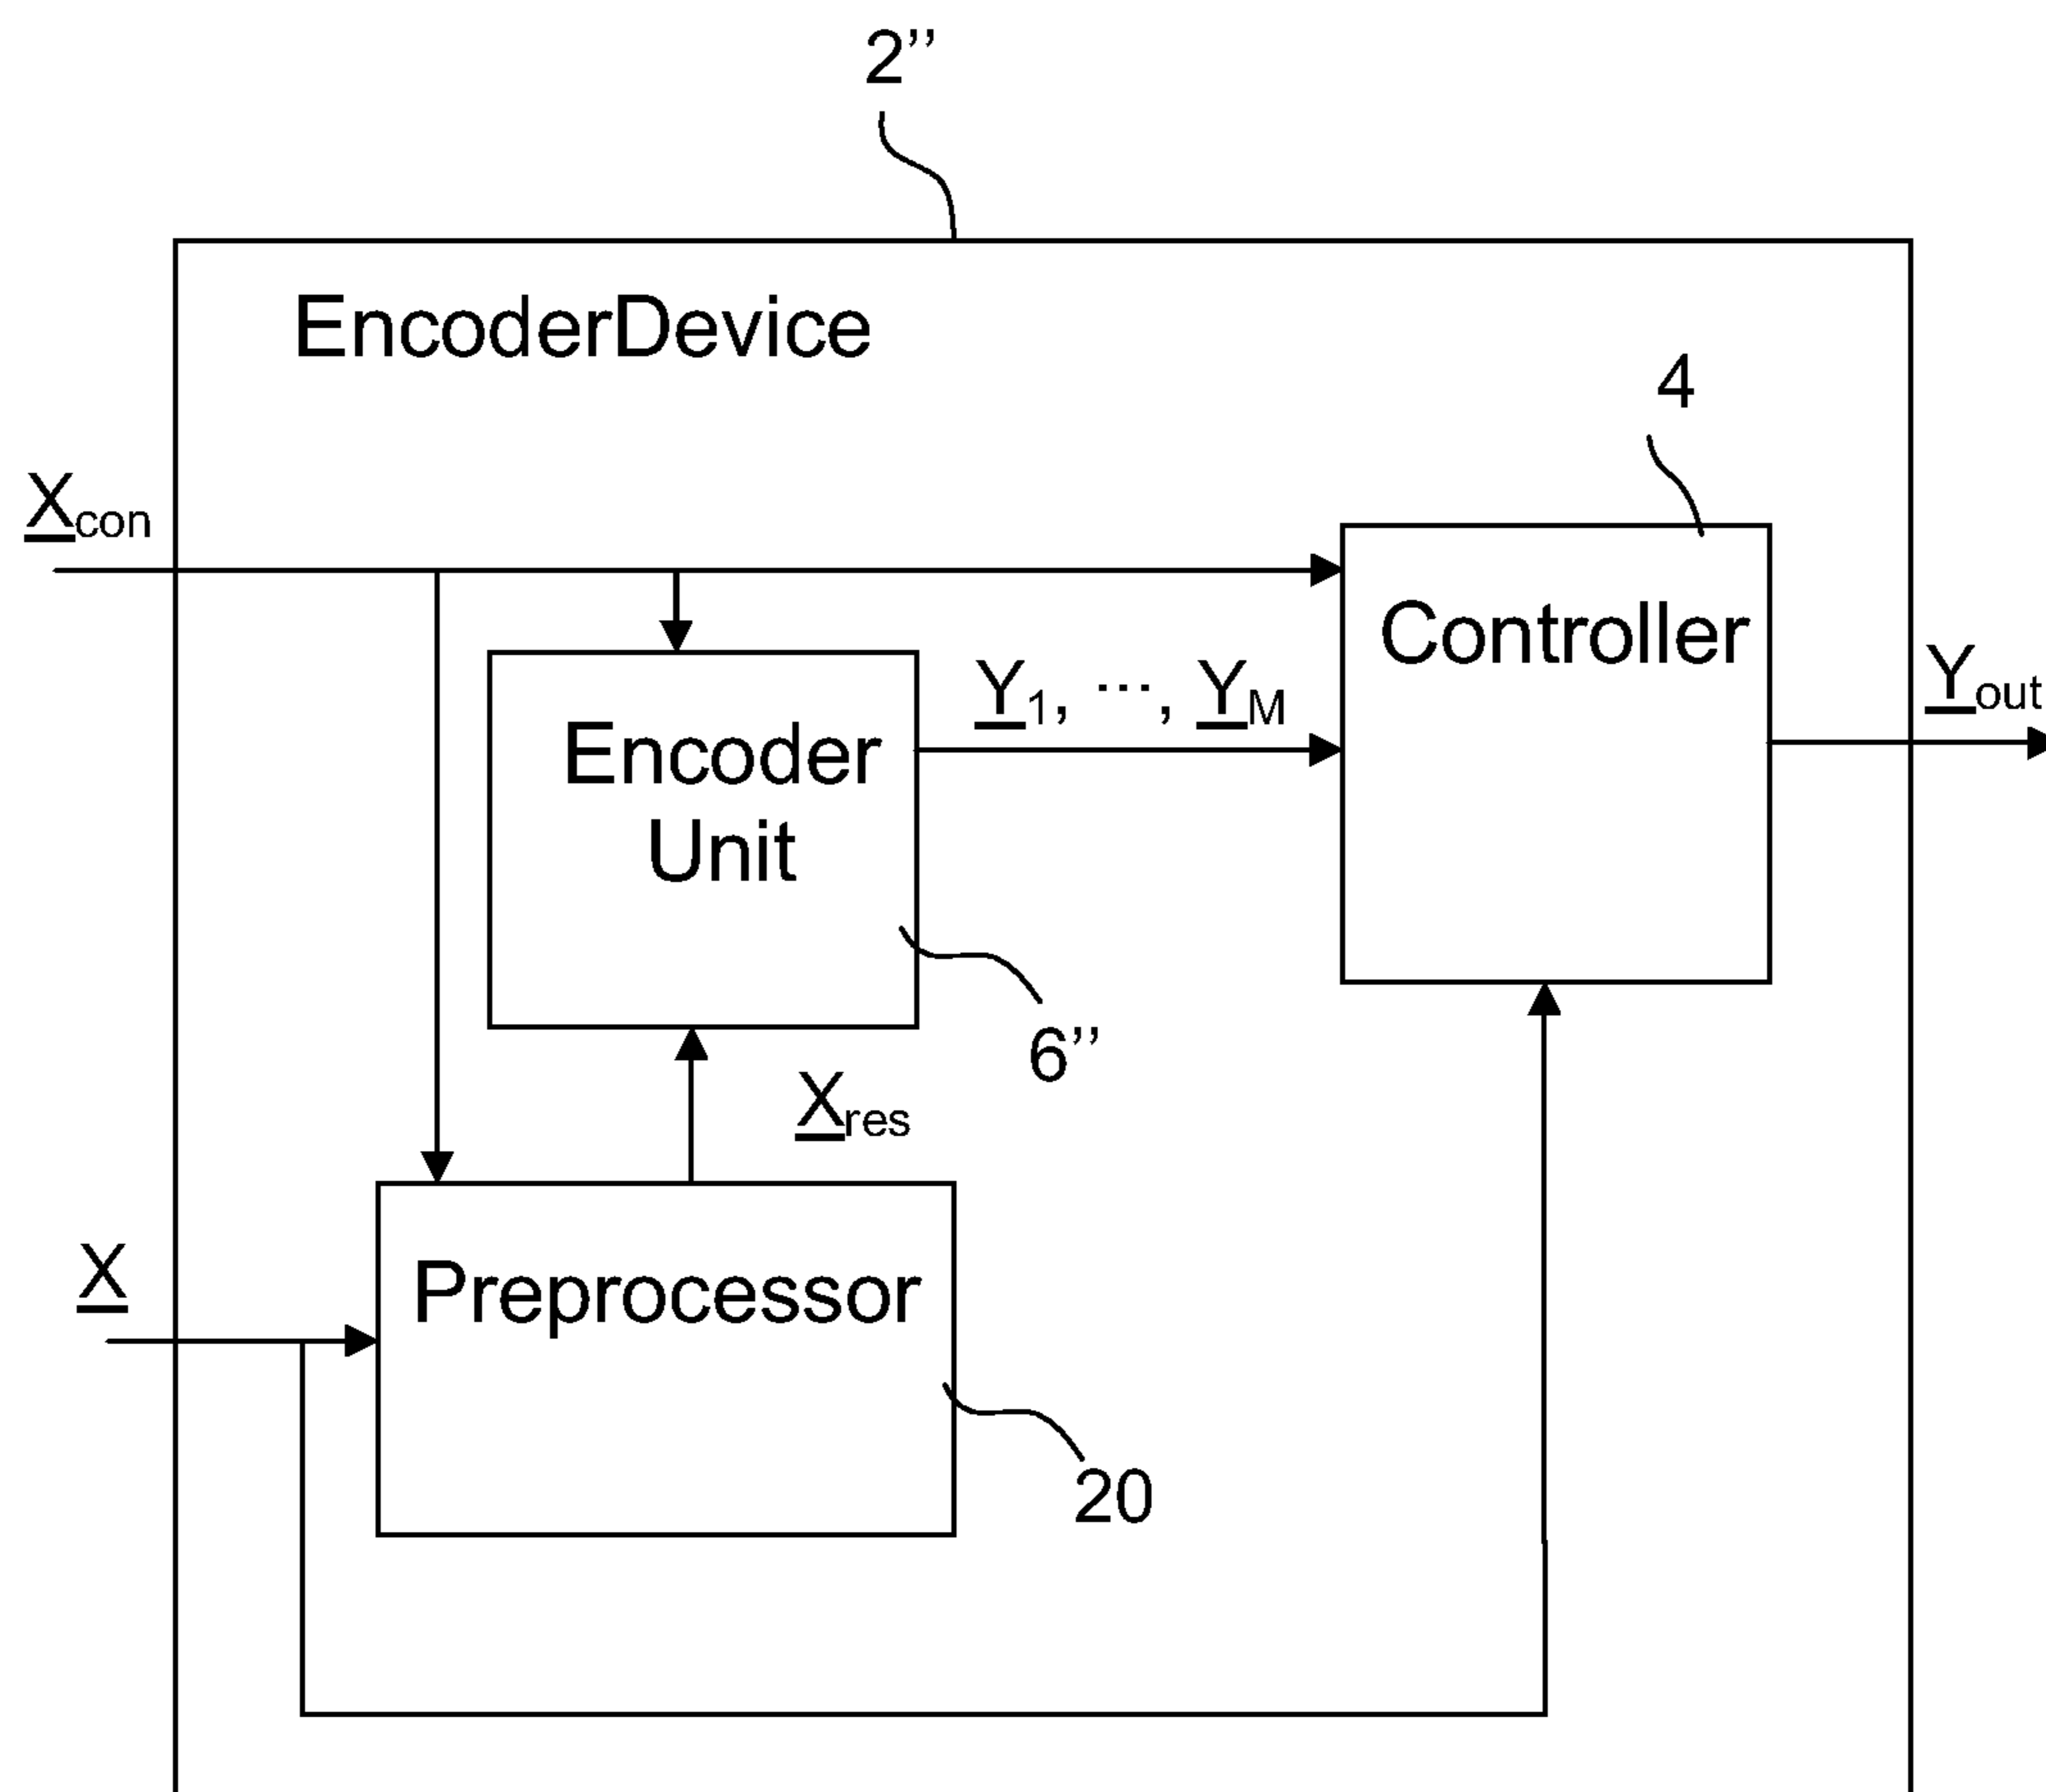 2’’
EncoderDevice
4
Xcon
Controller
Encoder
Unit
Y1, ..., YM
Yout
6’’
Xres
X
Preprocessor
20